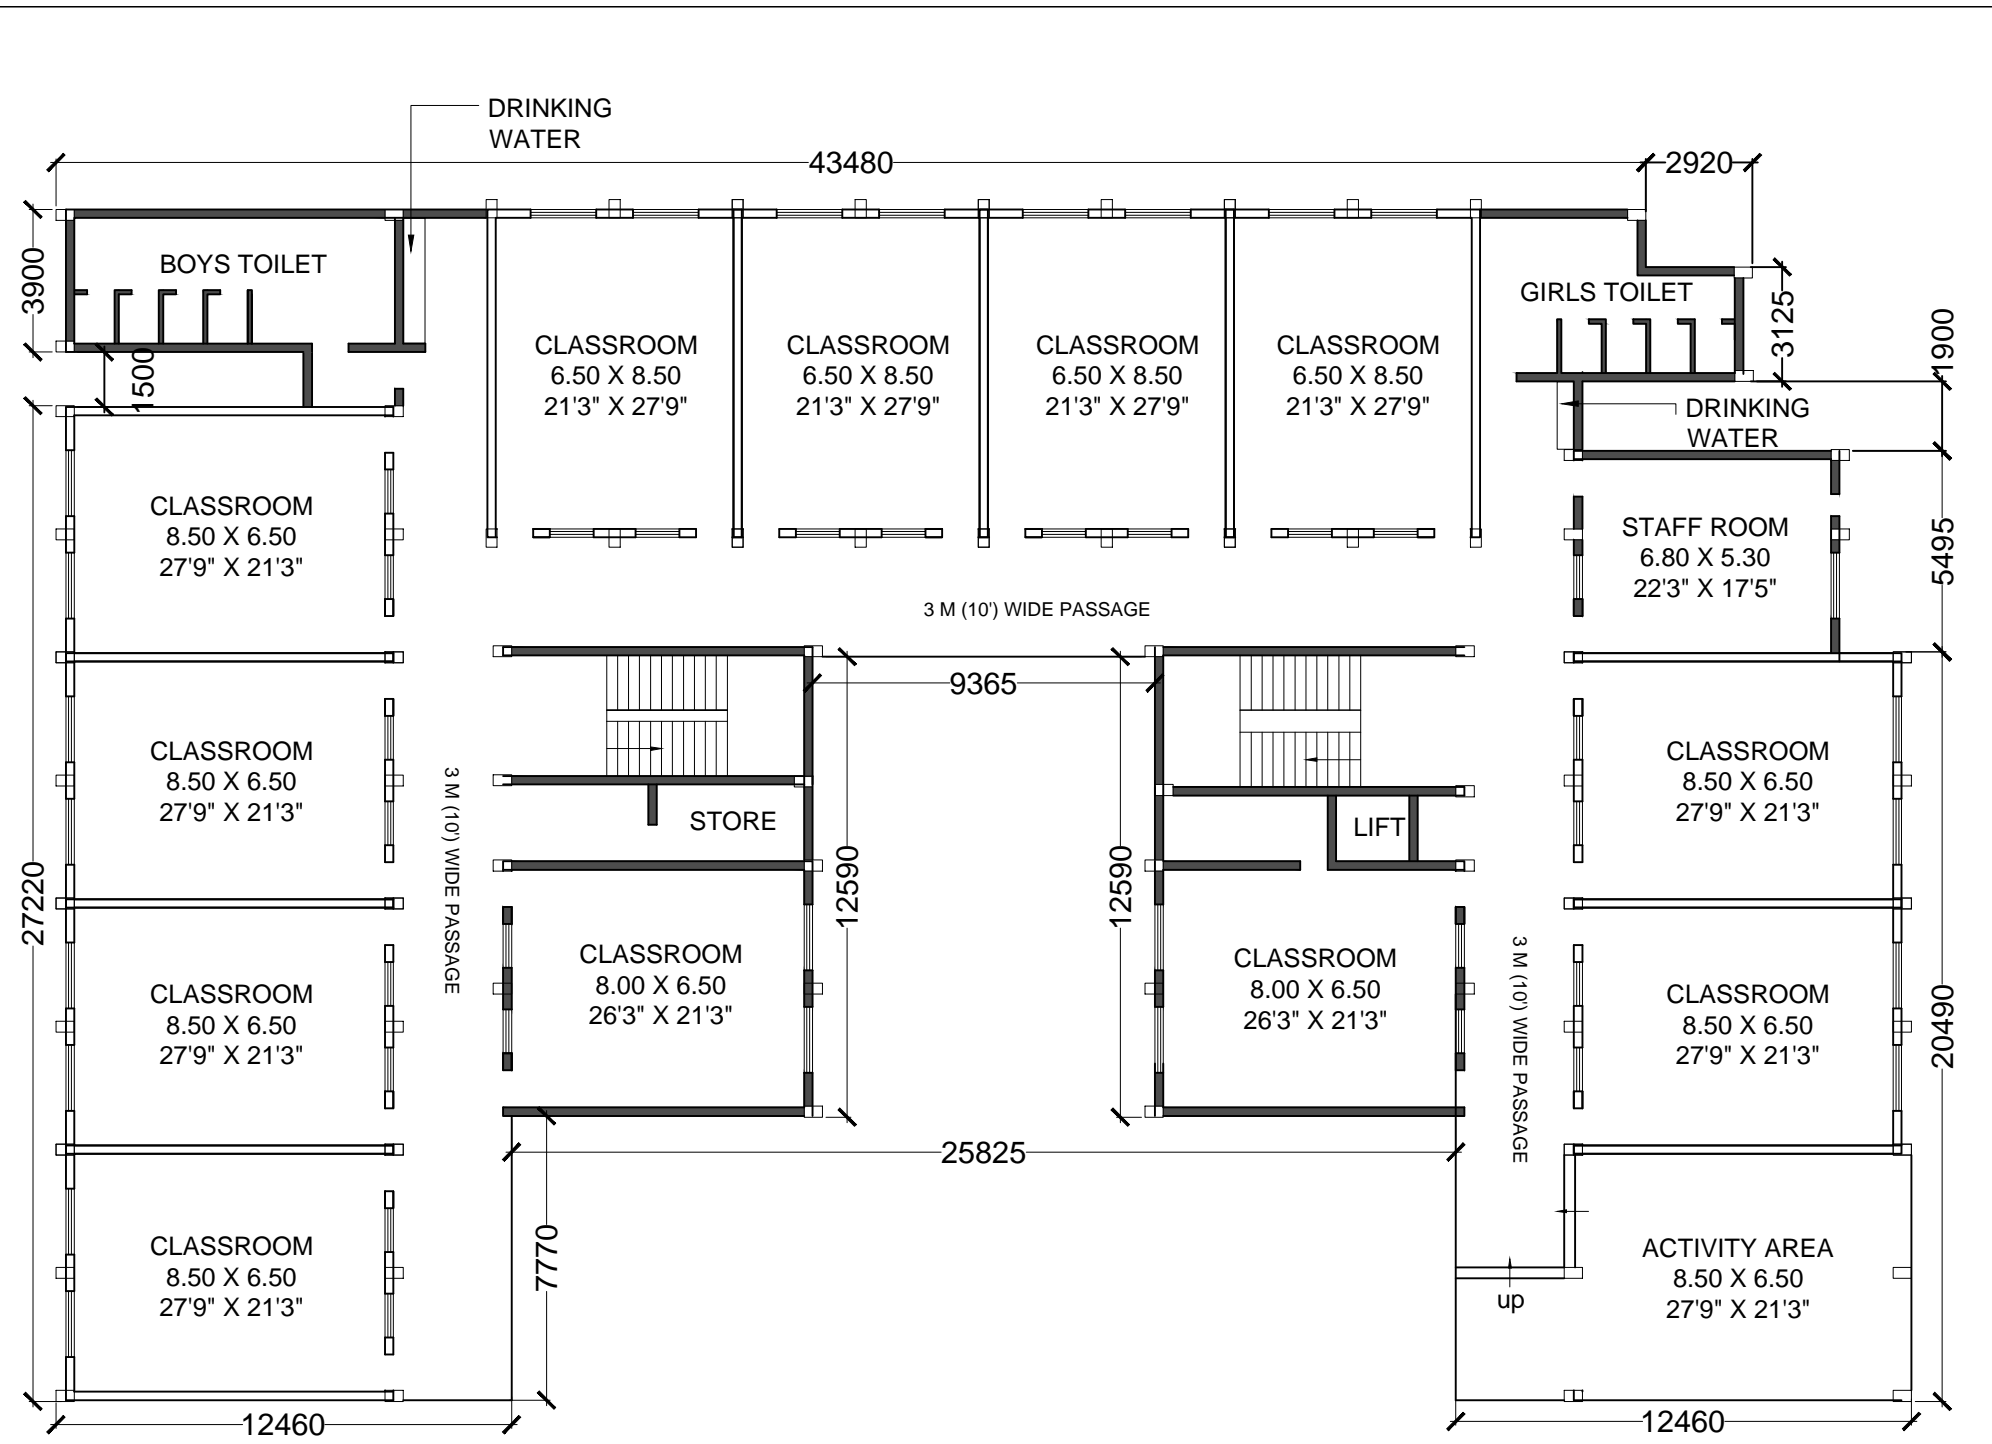 DRINKING
WATER
43480
2920
3900
BOYS TOILET
1500
CLASSROOM
6.50 X 8.50
21'3" X 27'9"
CLASSROOM
6.50 X 8.50
21'3" X 27'9"
CLASSROOM
6.50 X 8.50
21'3" X 27'9"
CLASSROOM
6.50 X 8.50
21'3" X 27'9"
GIRLS TOILET
3125
1900
DRINKING
WATER
CLASSROOM
8.50 X 6.50
27'9" X 21'3"
STAFF ROOM
6.80 X 5.30
22'3" X 17'5"
5495
3 M (10') WIDE PASSAGE
9365
CLASSROOM
8.50 X 6.50
27'9" X 21'3"
3 M (10') WIDE PASSAGE
STORE
LIFT
CLASSROOM
8.50 X 6.50
27'9" X 21'3"
27220
12590
12590
CLASSROOM
8.00 X 6.50
26'3" X 21'3"
CLASSROOM
8.00 X 6.50
26'3" X 21'3"
3 M (10') WIDE PASSAGE
CLASSROOM
8.50 X 6.50
27'9" X 21'3"
CLASSROOM
8.50 X 6.50
27'9" X 21'3"
20490
25825
7770
CLASSROOM
8.50 X 6.50
27'9" X 21'3"
up
ACTIVITY AREA
8.50 X 6.50
27'9" X 21'3"
12460
12460